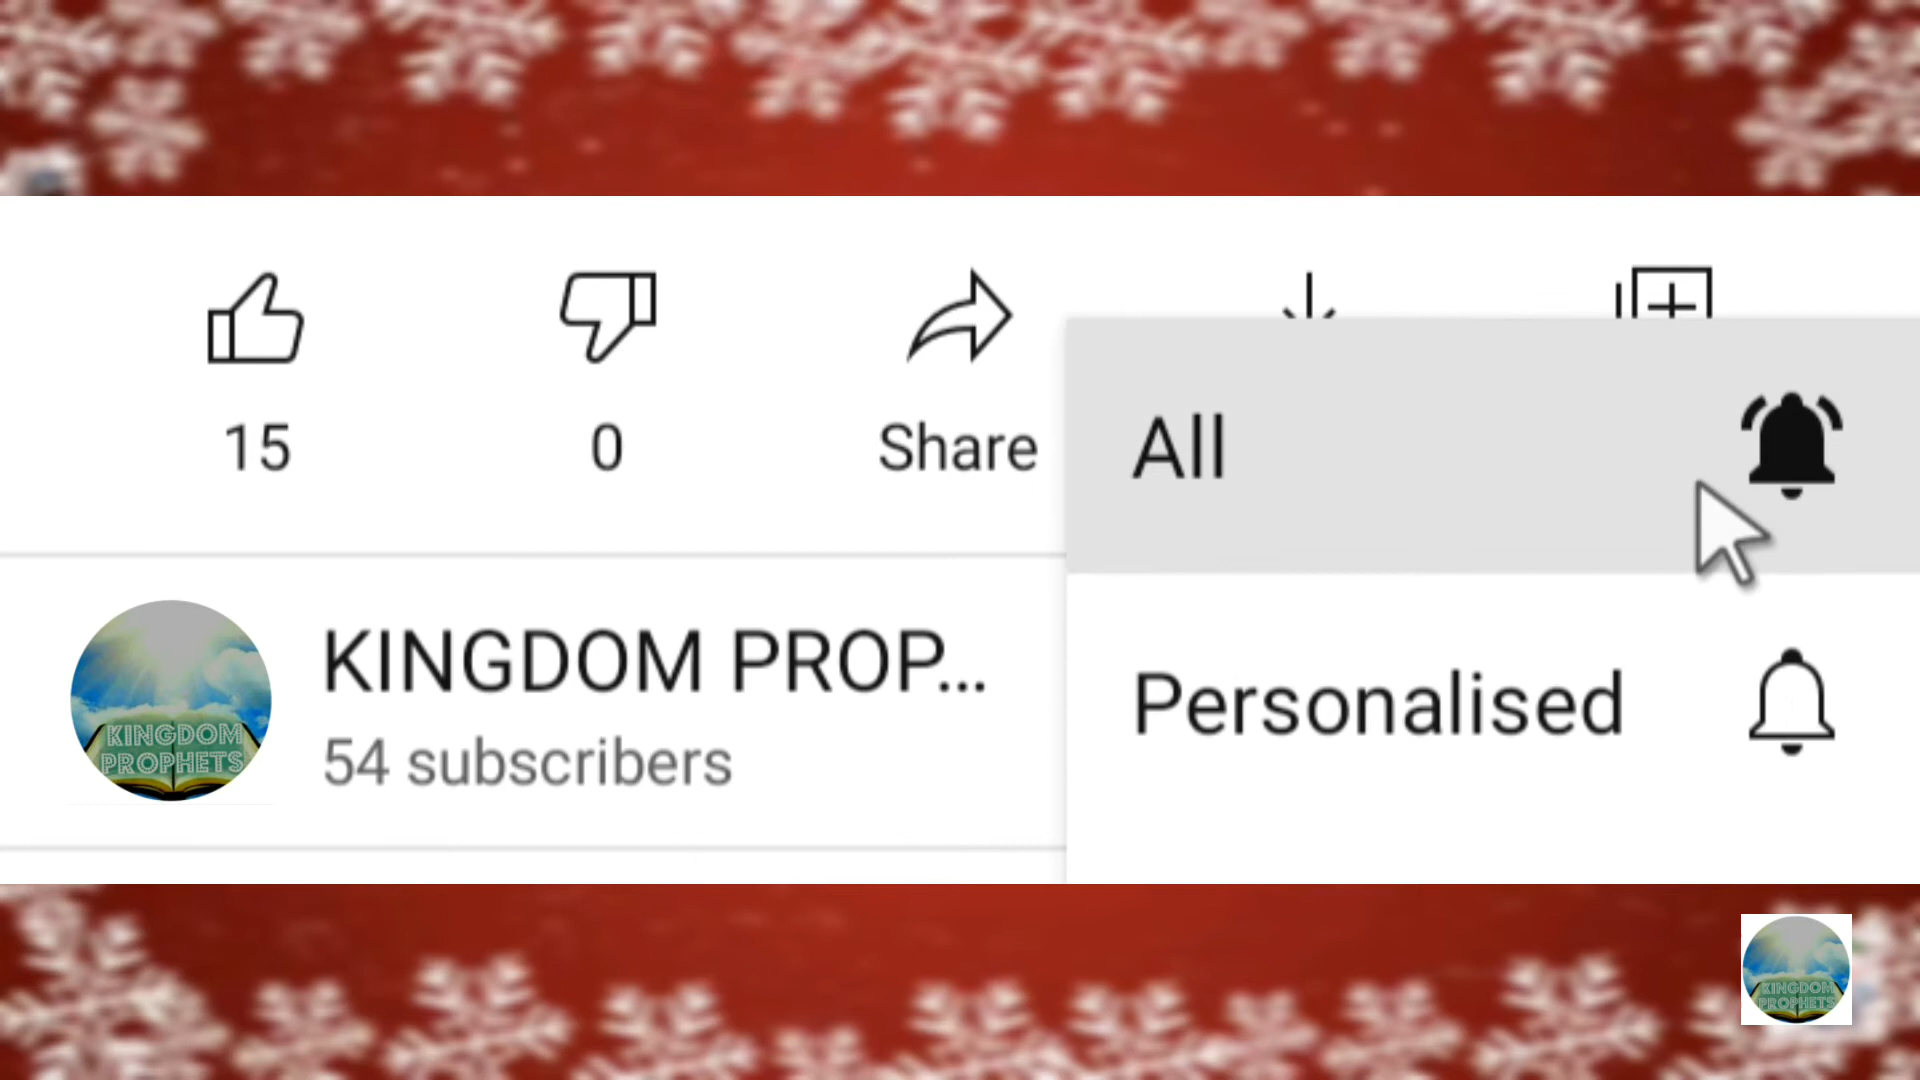 15
0
Share
All
KINGDOM PROP...
54 subscribers
Personalised
KINGDOM
PROPHETS
KINGDOM
PROPHETS